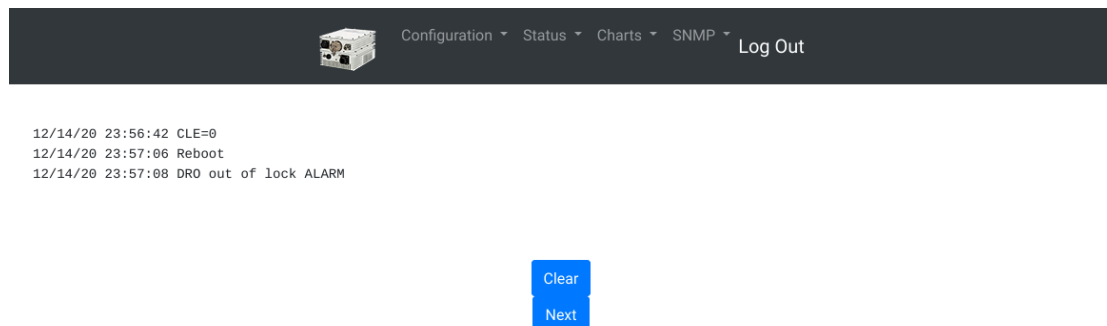 Configuration Status Charts SNMP Log Out
12/14/20 23:56:42 CLE=0
12/14/20 23:57:06 Reboot
12/14/20 23:57:08 DRO out of lock ALARM
Clear
Next